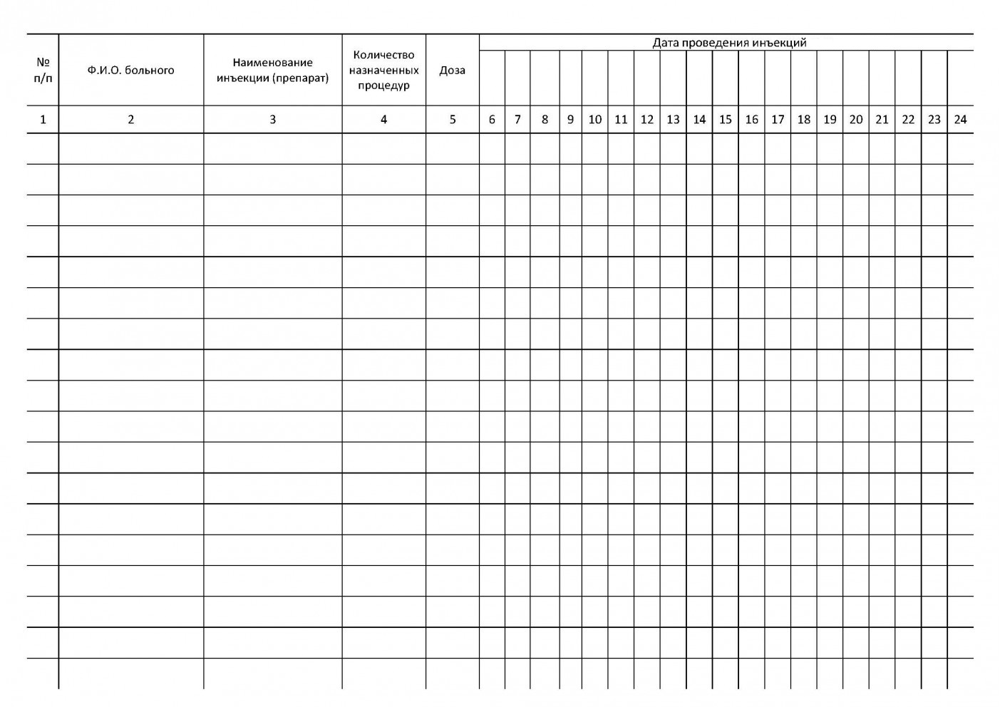 № п/п
Ф.И.О. больного
Наименование
инъекции (препарат)
Количество
назначенных
процедур
Доза
Дата проведения инъекций
1 2 3 4 5 6 7 8 9 10 11 12 13 14 15 16 17 18 19 20 21 22 23 24